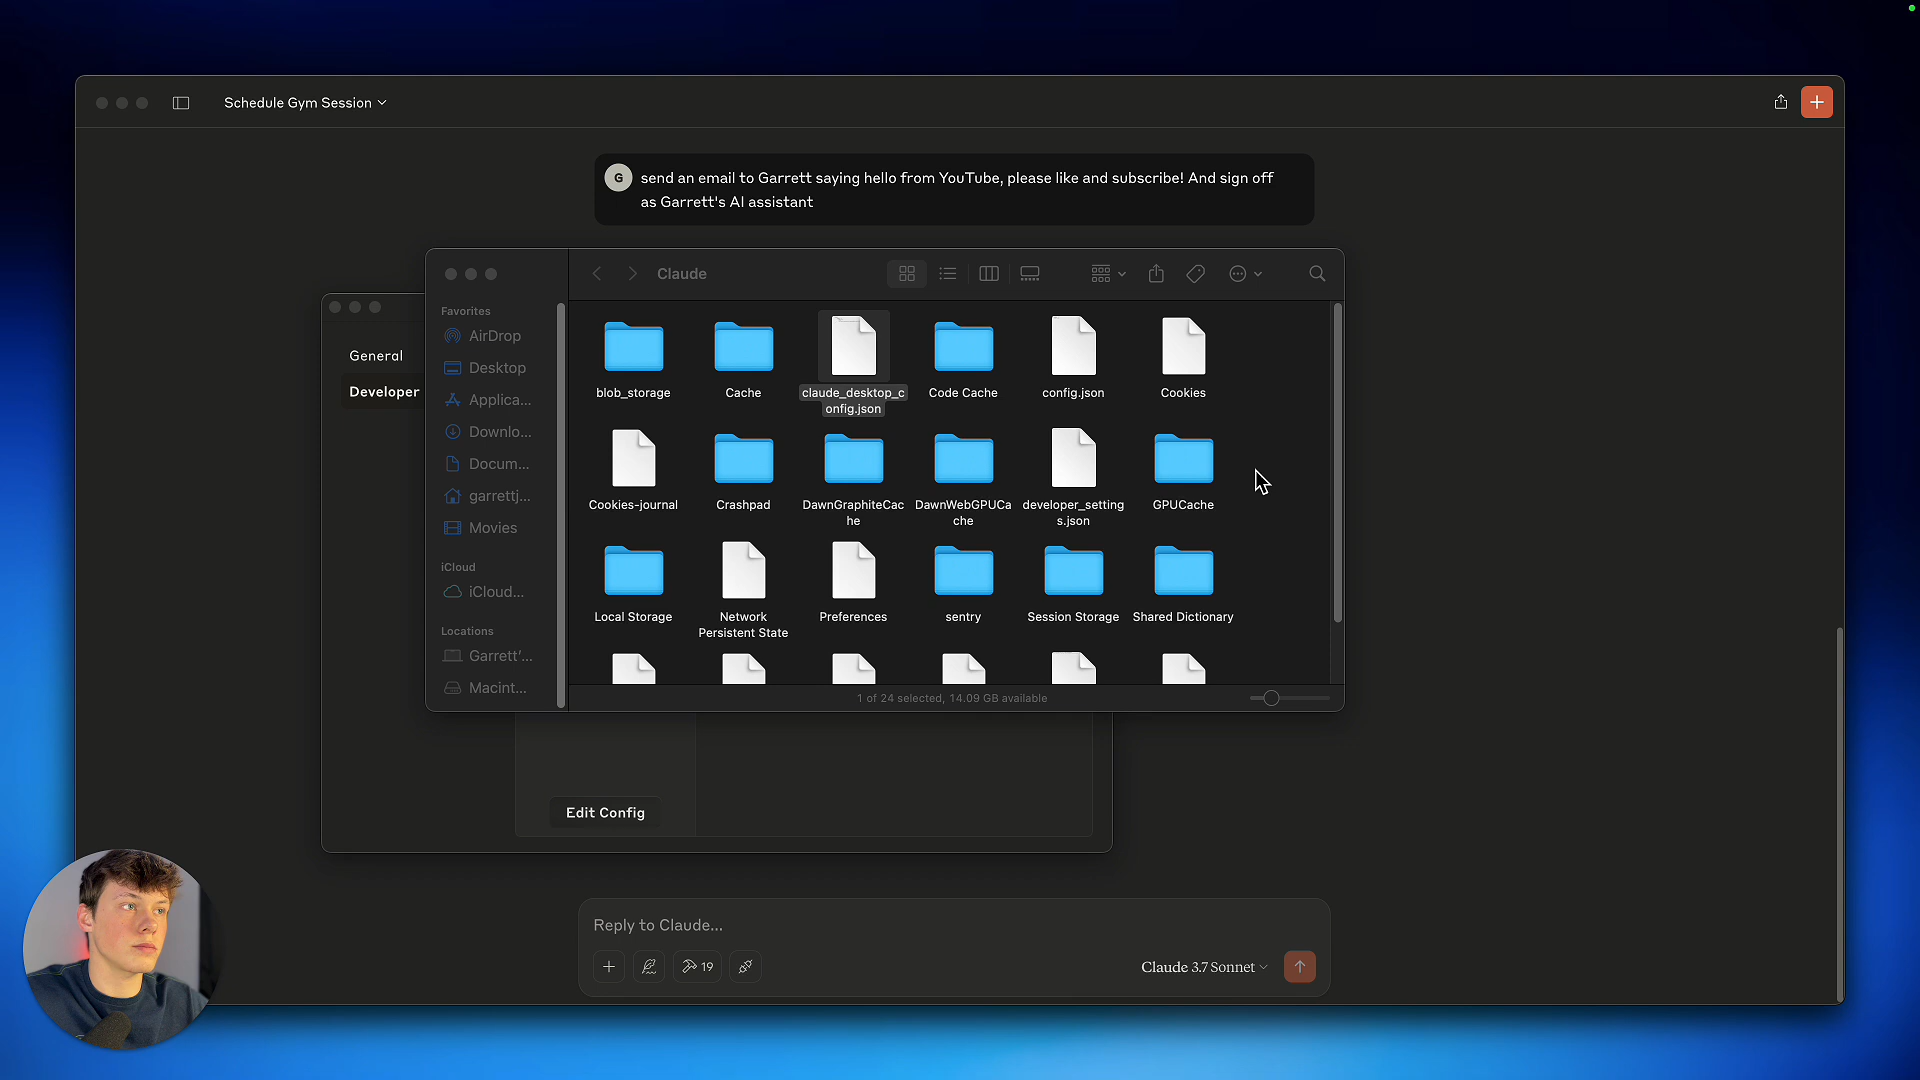 Schedule Gym Session
G
send an email to Garrett saying hello from YouTube, please like and subscribe! And sign off
as Garrett's AI assistant
Claude
General
Developer
Edit Config
Favorites
AirDrop
Desktop
Applica...
Downlo...
Docum...
garrettj...
Movies
iCloud
iCloud...
Locations
Garrett'...
Macint...
blob_storage
Cache
claude_desktop_c
onfig.json
Code Cache
config.json
Cookies
Cookies-journal
Crashpad
DawnGraphiteCac
he
DawnWebGPUCa
che
developer_setting
s.json
GPUCache
Local Storage
Network
Persistent State
Preferences
sentry
Session Storage
Shared Dictionary
1 of 24 selected, 14.09 GB available
Reply to Claude...
19
Claude 3.7 Sonnet